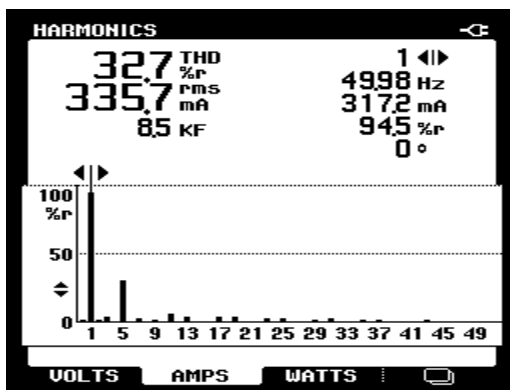 HARMONICS
32.7 THD %r
335.7 rms mA
8.5 KF
1
49.98 Hz
317.2 mA
94.5 %r
0 °
100
%r
50
0
1 5 9 13 17 21 25 29 33 37 41 45 49
VOLTS AMPS WATTS